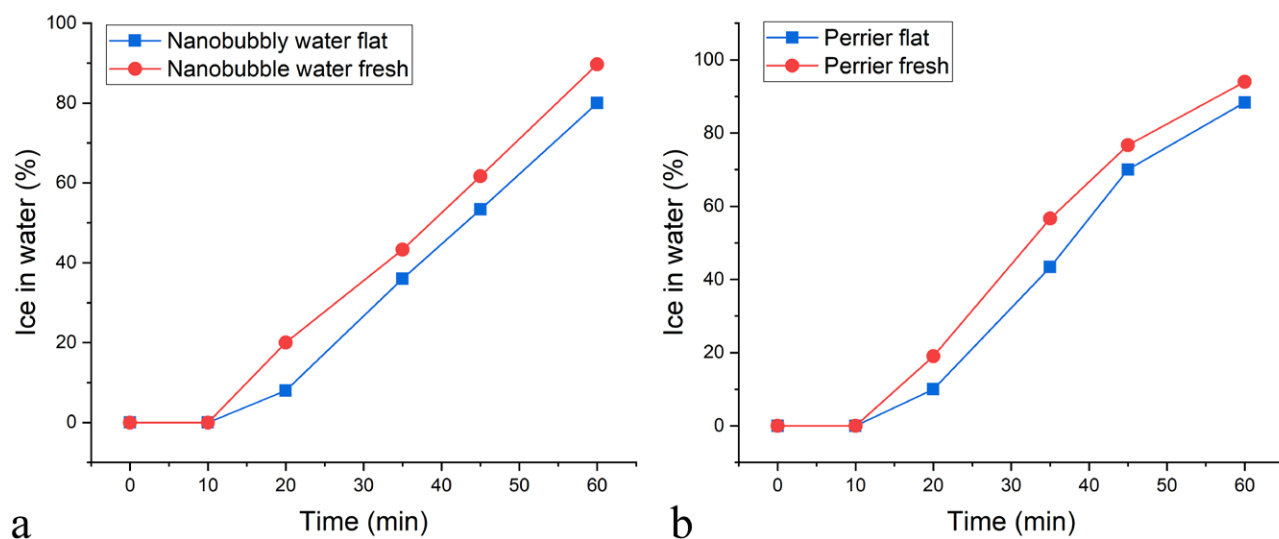 Nanobubbly water flat
Nanobubble water fresh
Ice in water (%)
100
80
60
40
20
0
0 10 20 30 40 50 60
Time (min)
a
Perrier flat
Perrier fresh
Ice in water (%)
100
80
60
40
20
0
0 10 20 30 40 50 60
Time (min)
b